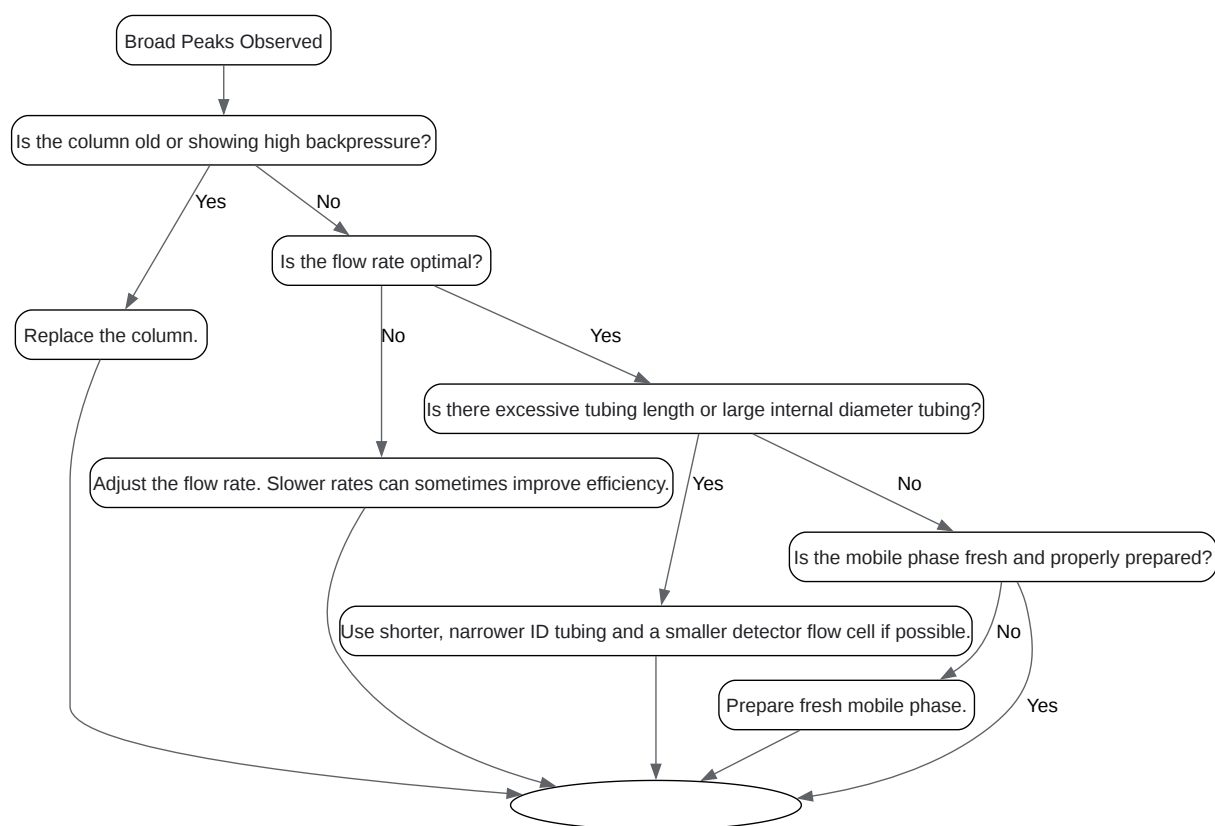 Broad Peaks Observed
Is the column old or showing high backpressure?
Yes
No
Is the flow rate optimal?
Replace the column.
No
Yes
Is there excessive tubing length or large internal diameter tubing?
Adjust the flow rate. Slower rates can sometimes improve efficiency.
Yes
No
Is the mobile phase fresh and properly prepared?
Use shorter, narrower ID tubing and a smaller detector flow cell if possible.
No
Prepare fresh mobile phase.
Yes